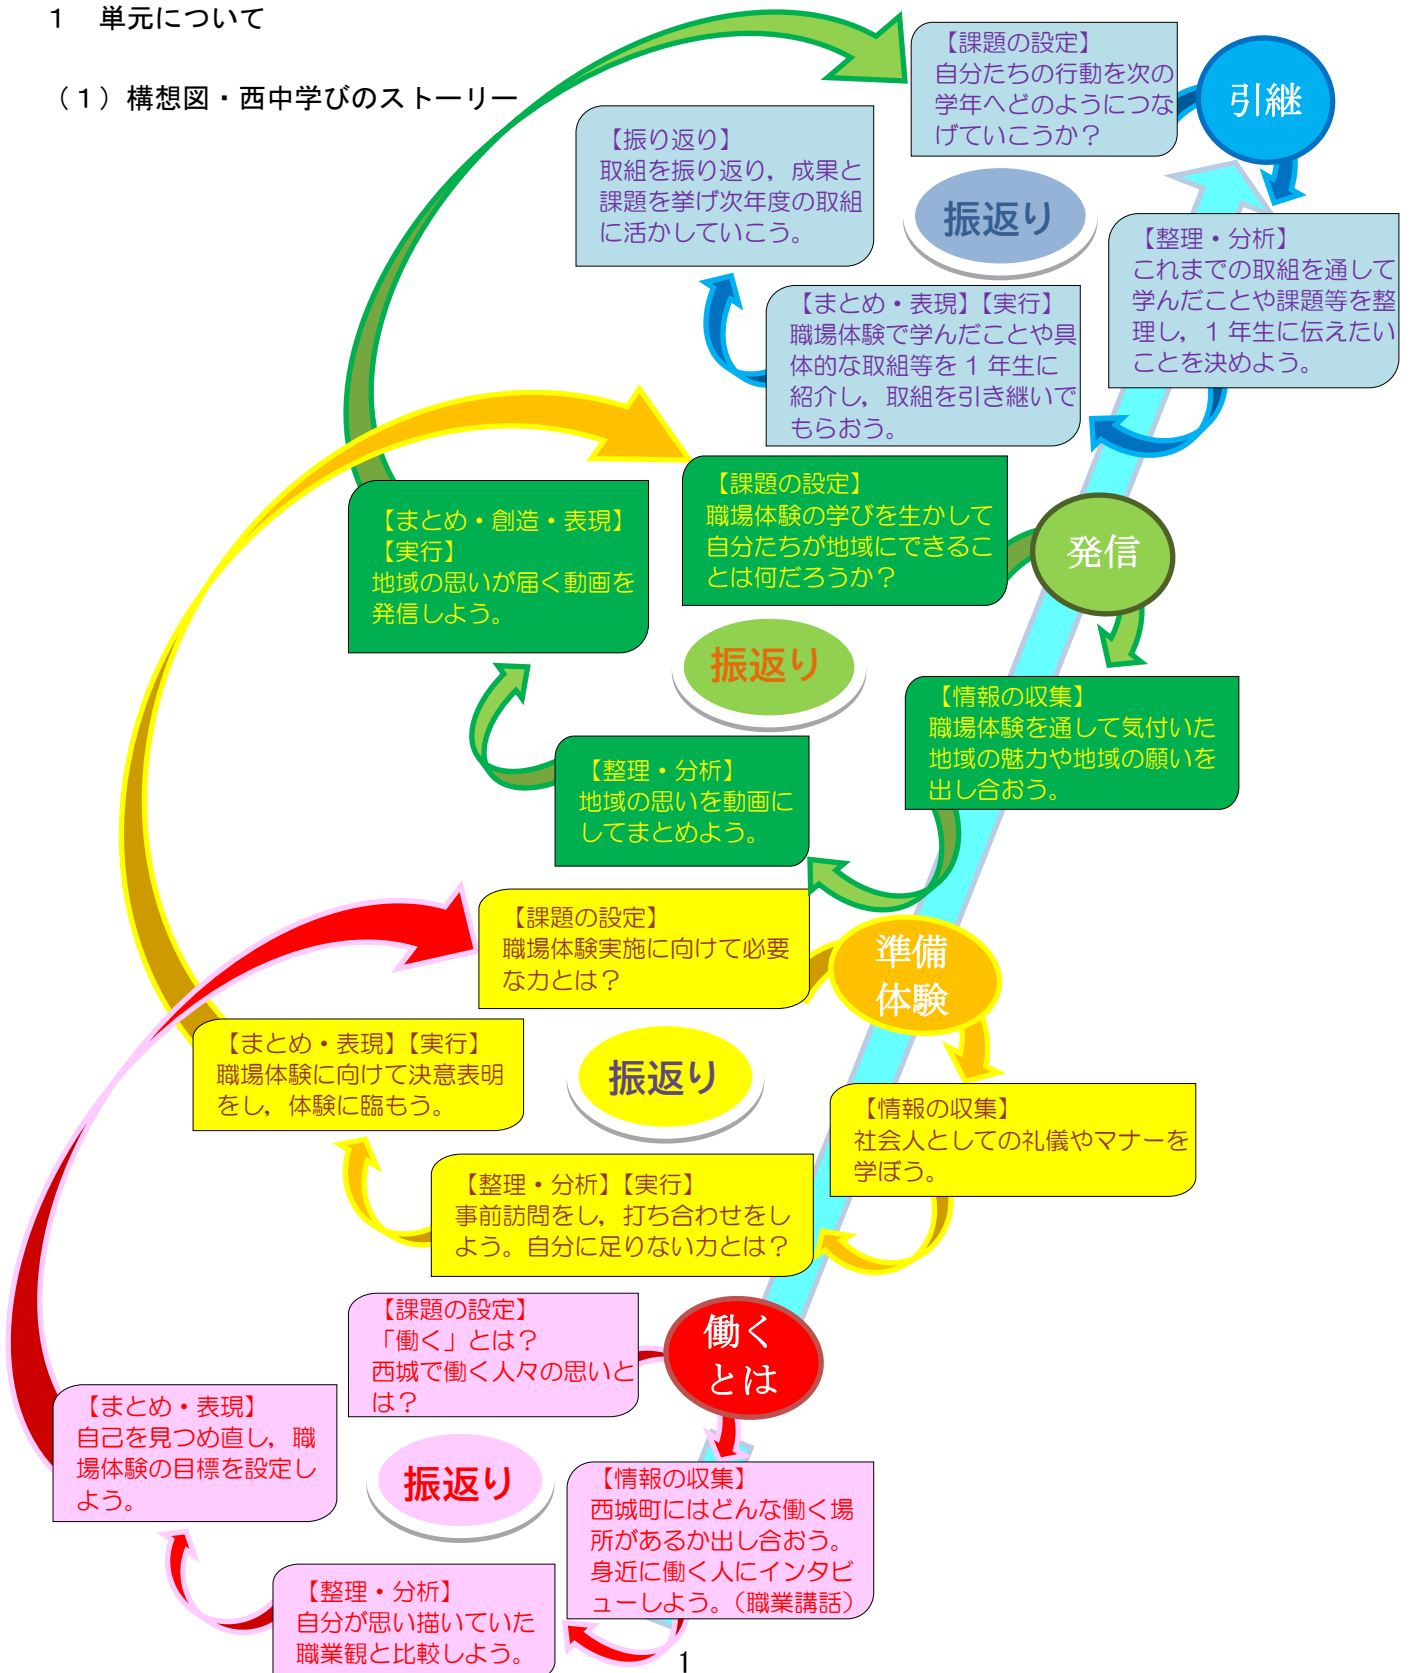 １　単元について
（１）構想図・西中学びのストーリー
【課題の設定】
自分たちの行動を次の
学年へどのようにつな
げていこうか？
引継
【振り返り】
取組を振り返り，成果と
課題を挙げ次年度の取組
に活かしていこう。
振返り
【整理・分析】
これまでの取組を通して
学んだことや課題等を整
理し，１年生に伝えたい
ことを決めよう。
【まとめ・表現】【実行】
職場体験で学んだことや具
体的な取組等を１年生に
紹介し，取組を引き継いで
もらおう。
【課題の設定】
職場体験の学びを生かして
自分たちが地域にできるこ
とは何だろうか？
発信
【まとめ・創造・表現】
【実行】
地域の思いが届く動画を
発信しよう。
振返り
【情報の収集】
職場体験を通して気付いた
地域の魅力や地域の願いを
出し合おう。
【整理・分析】
地域の思いを動画に
してまとめよう。
【課題の設定】
職場体験実施に向けて必要
な力とは？
準備
体験
【まとめ・表現】【実行】
職場体験に向けて決意表明
をし，体験に臨もう。
振返り
【情報の収集】
社会人としての礼儀やマナーを
学ぼう。
【整理・分析】【実行】
事前訪問をし，打ち合わせをし
よう。自分に足りない力とは？
【課題の設定】
「働く」とは？
西城で働く人々の思いと
は？
働く
とは
【まとめ・表現】
自己を見つめ直し，職
場体験の目標を設定し
よう。
振返り
【情報の収集】
西城町にはどんな働く場
所があるか出し合おう。
身近に働く人にインタビ
ューしよう。（職業講話）
【整理・分析】
自分が思い描いていた
職業観と比較しよう。
1